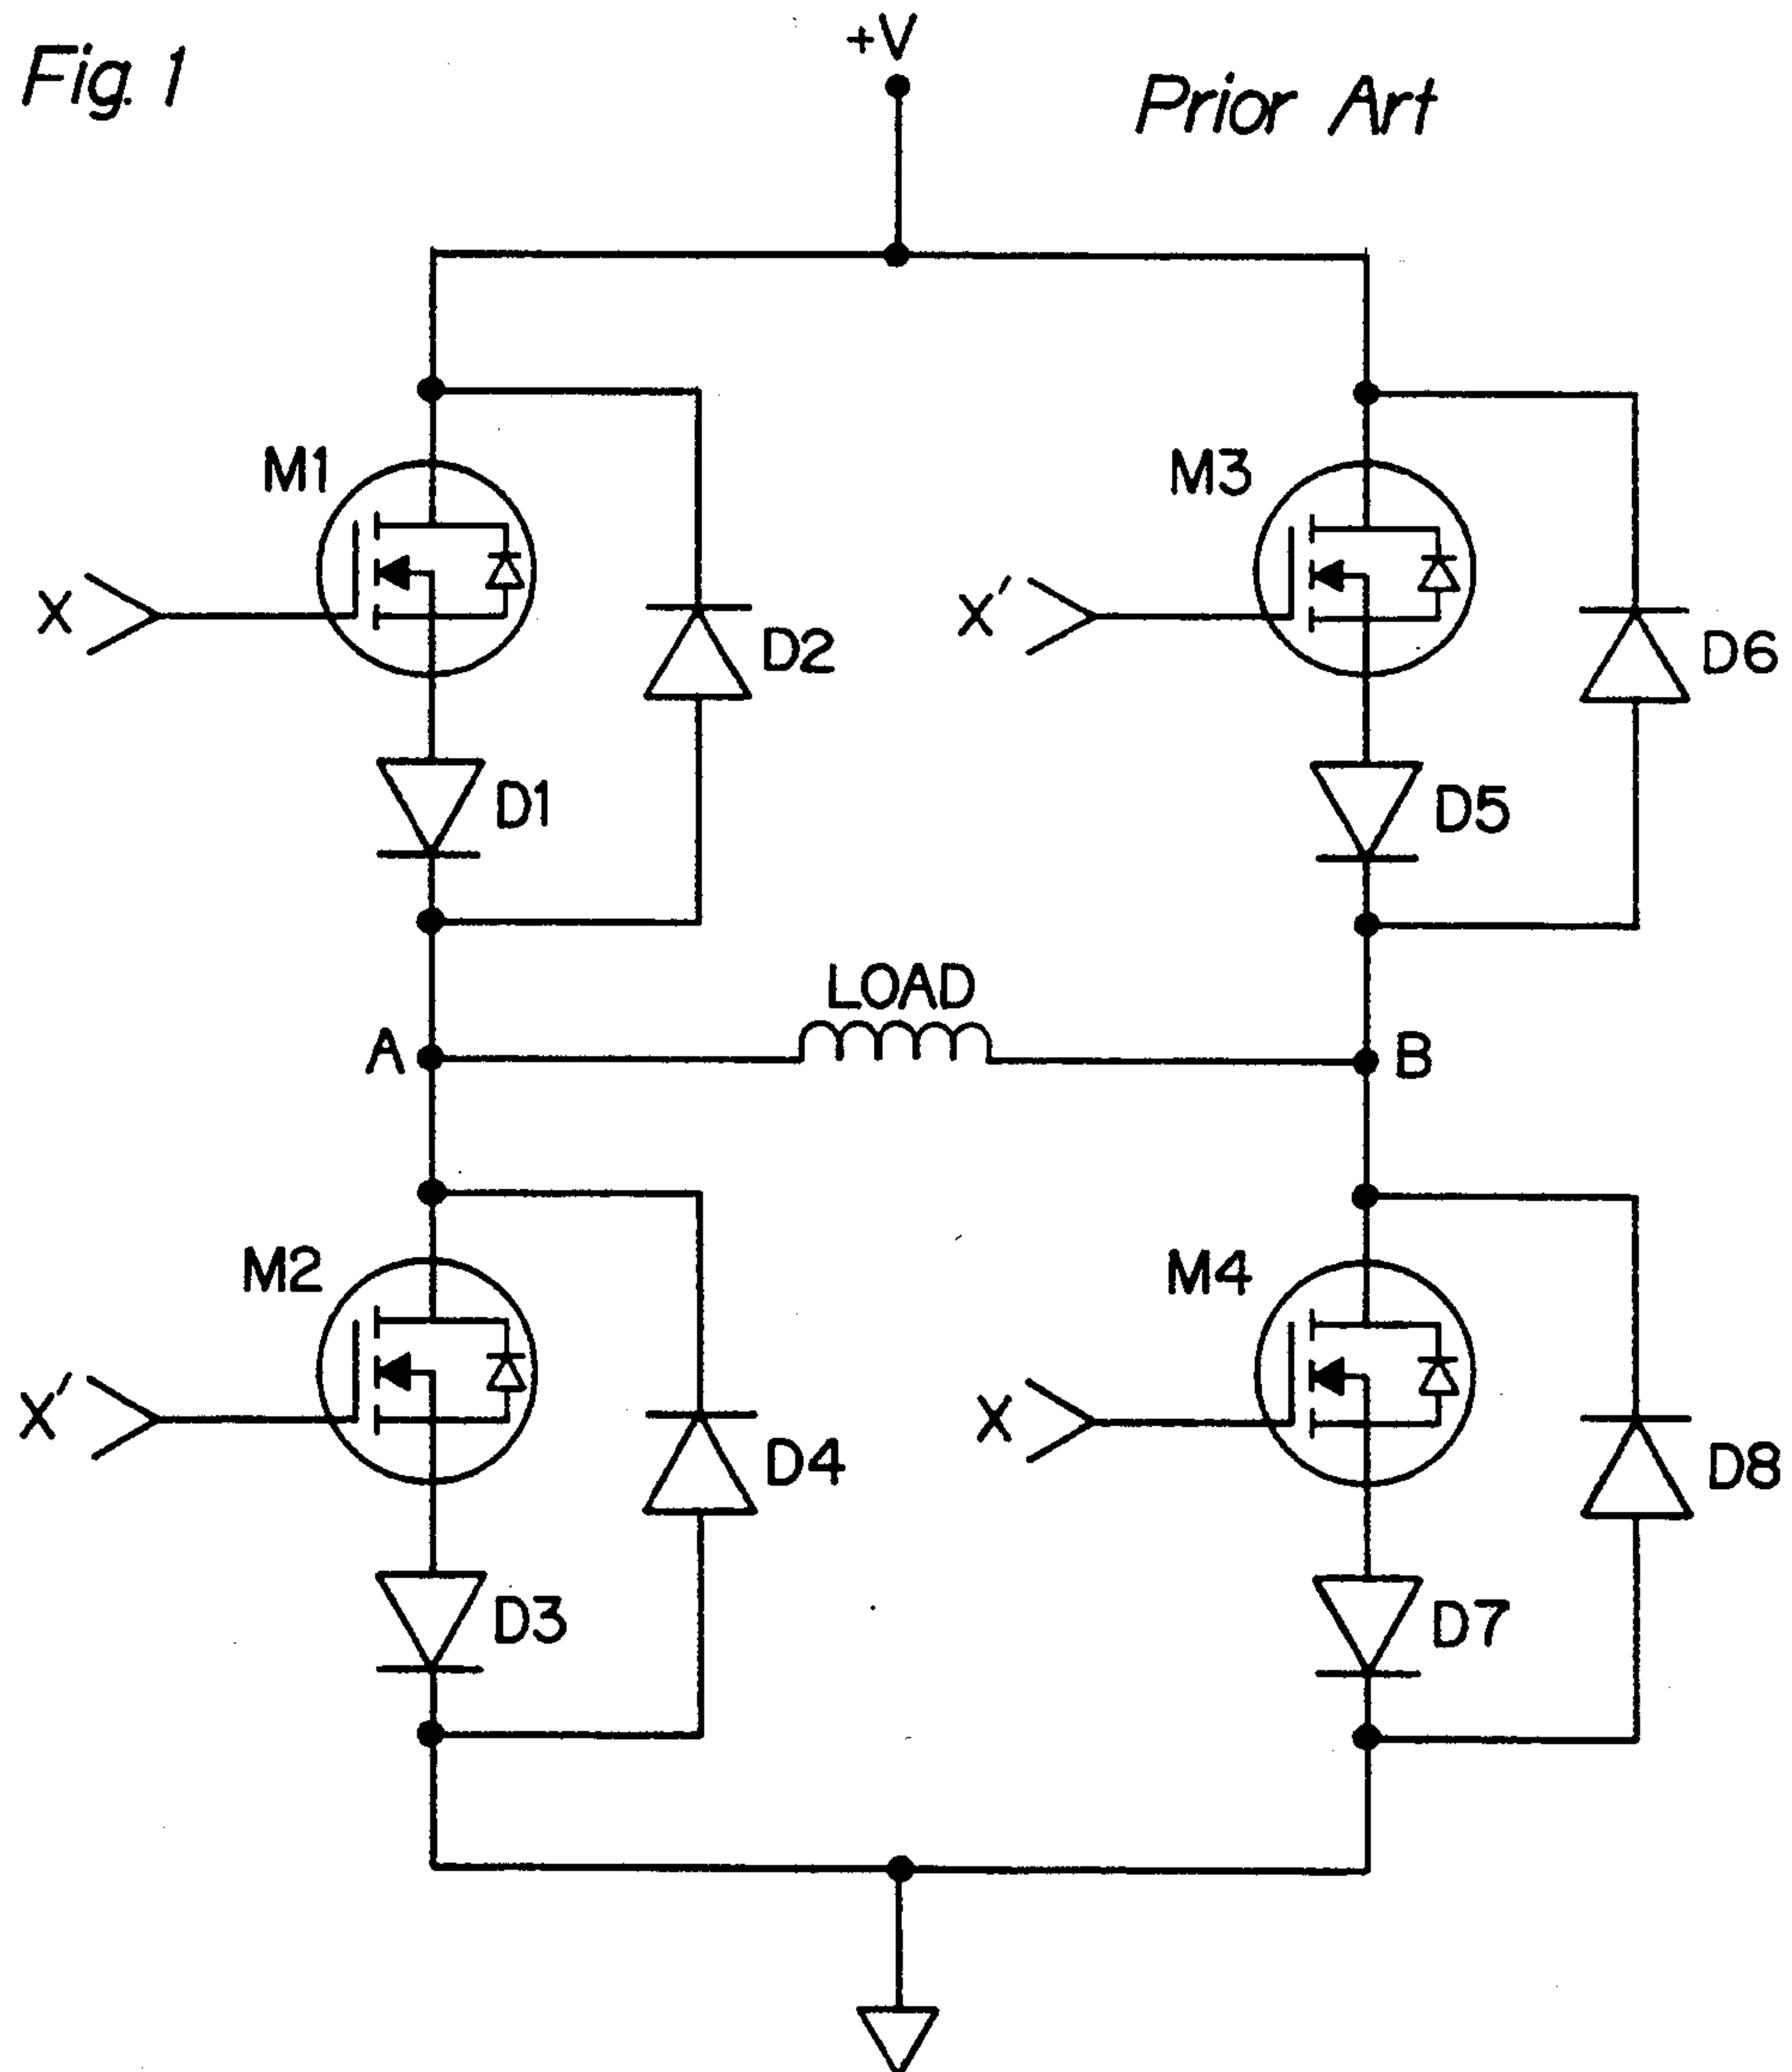 Fig. 1
+V
Prior Art
M1
M3
X
D2
X'
D6
D1
D5
LOAD
A
B
M2
M4
X'
D4
X
D8
D3
D7